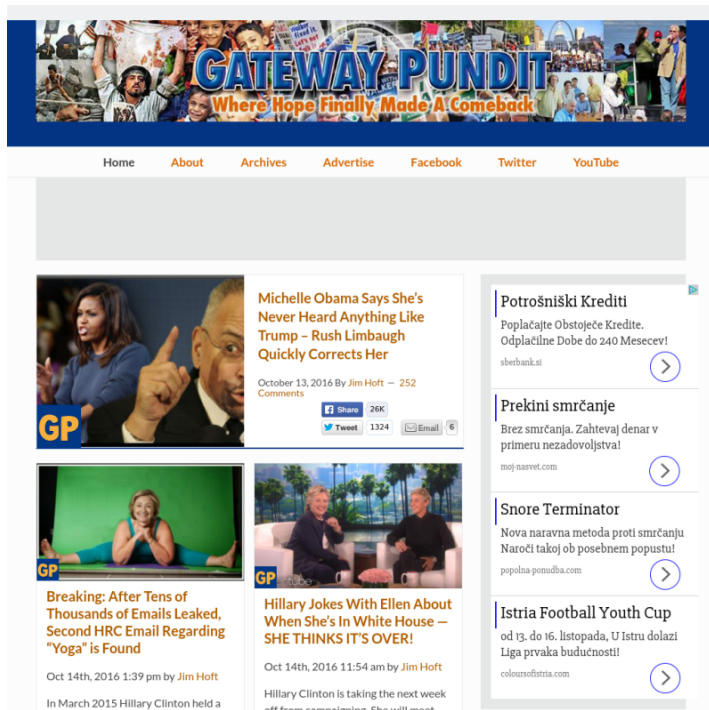 GATEWAY PUNDIT
Where Hope Finally Made A Comeback
Home About Archives Advertise Facebook Twitter YouTube
Michelle Obama Says She's
Never Heard Anything Like
Trump – Rush Limbaugh
Quickly Corrects Her
October 13, 2016 By Jim Hoft — 252
Comments
Share 26K
Tweet 1324 Email 6
GP
GP
Breaking: After Tens of
Thousands of Emails Leaked,
Second HRC Email Regarding
"Yoga" is Found
Oct 14th, 2016 1:39 pm by Jim Hoft
In March 2015 Hillary Clinton held a
GP
Hillary Jokes With Ellen About
When She's In White House —
SHE THINKS IT'S OVER!
Oct 14th, 2016 11:54 am by Jim Hoft
Hillary Clinton is taking the next week
off from campaigning. She will meet
Potrošniški Krediti
Poplačajte Obstoječe Kredite.
Odplačilne Dobe do 240 Mesecev!
sberbank.si
Prekini smrčanje
Brez smrčanja. Zahtevaj denar v
primeru nezadovoljstva!
moj-nasvet.com
Snore Terminator
Nova naravna metoda proti smrčanju
Naroči takoj ob posebnem popustu!
popolna-ponudba.com
Istria Football Youth Cup
od 13. do 16. listopada, U Istru dolazi
Liga prvaka budućnosti!
coloursofistria.com